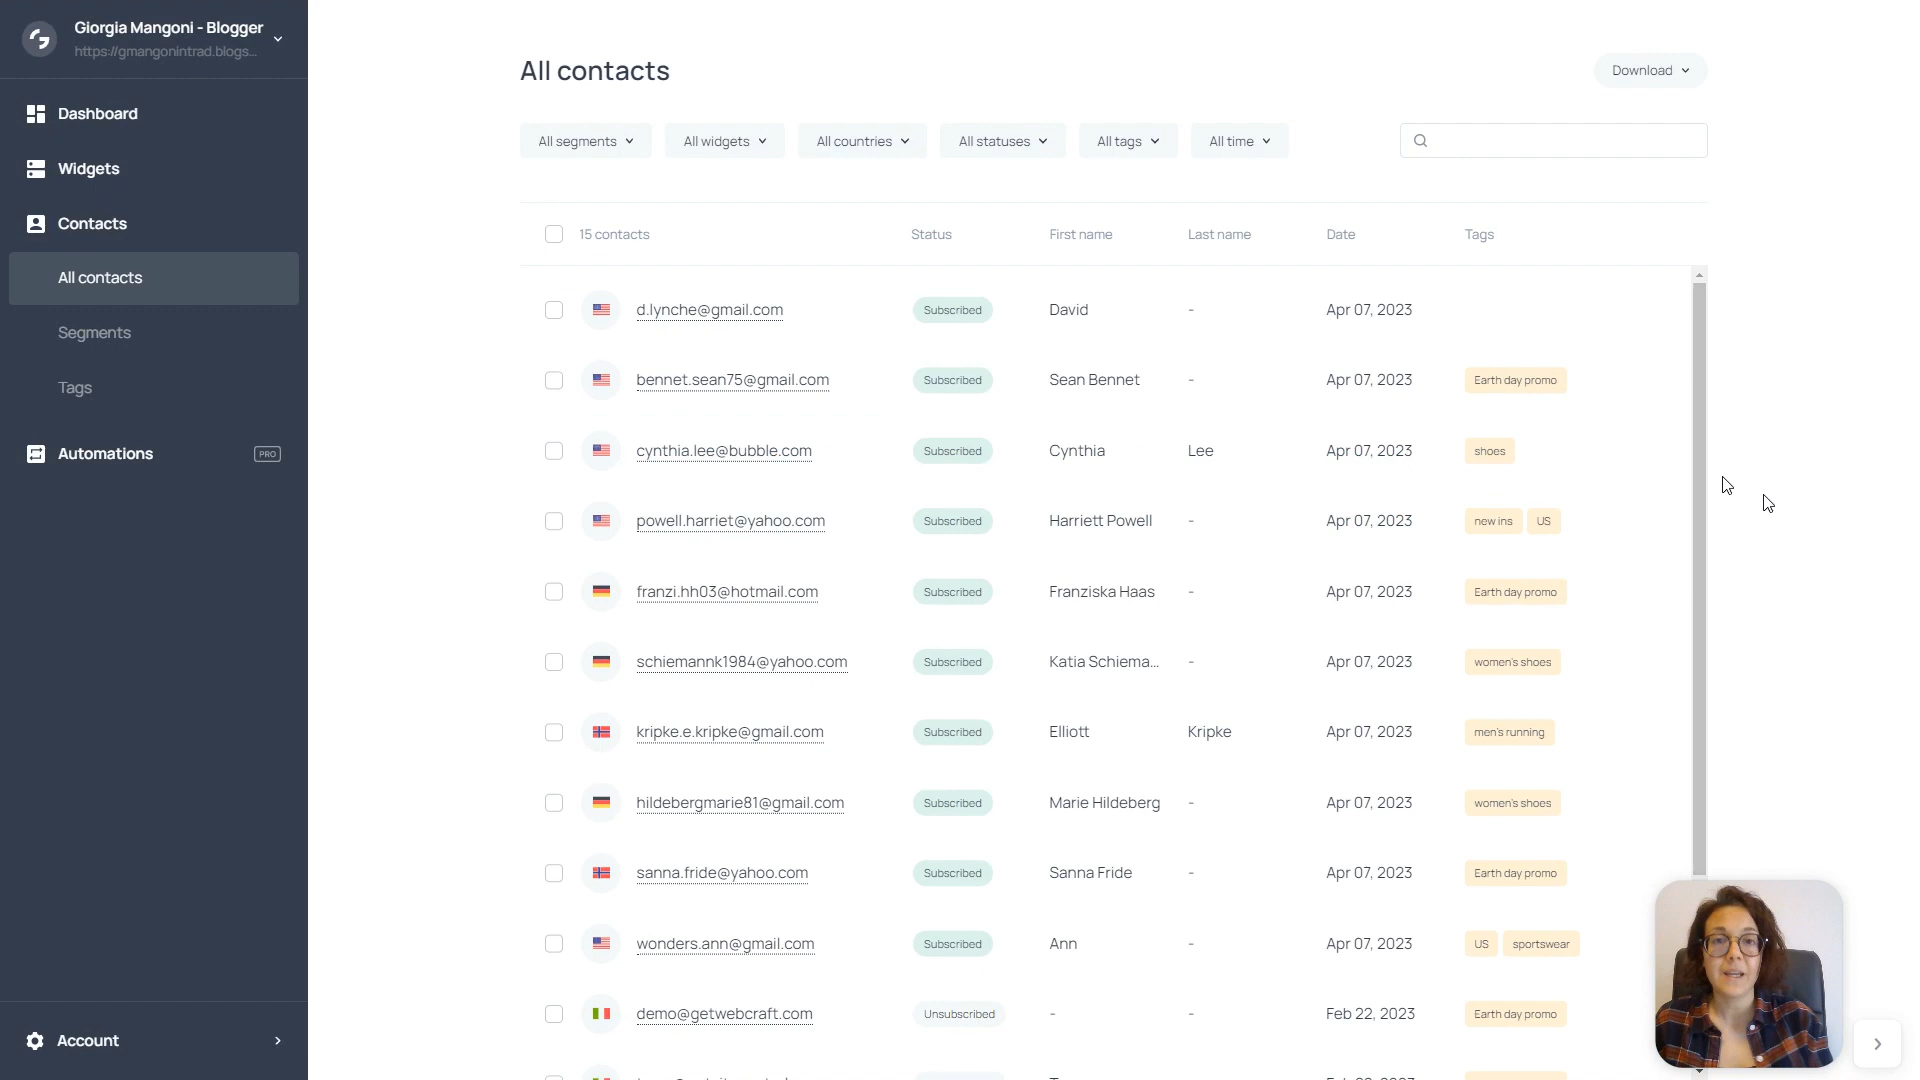 Giorgia Mangoni - Blogger
https://gmangonintrad.blogs...
Dashboard
Widgets
Contacts
All contacts
Segments
Tags
Automations PRO
Account
All contacts
Download
All segments All widgets All countries All statuses All tags All time
15 contacts Status First name Last name Date Tags
d.lynche@gmail.com Subscribed David - Apr 07, 2023
bennet.sean75@gmail.com Subscribed Sean Bennet - Apr 07, 2023 Earth day promo
cynthia.lee@bubble.com Subscribed Cynthia Lee Apr 07, 2023 shoes
powell.harriet@yahoo.com Subscribed Harriett Powell - Apr 07, 2023 new ins US
franzi.hh03@hotmail.com Subscribed Franziska Haas - Apr 07, 2023 Earth day promo
schiemannk1984@yahoo.com Subscribed Katia Schiema... - Apr 07, 2023 women's shoes
kripke.e.kripke@gmail.com Subscribed Elliott Kripke Apr 07, 2023 men's running
hildebergmarie81@gmail.com Subscribed Marie Hildeberg - Apr 07, 2023 women's shoes
sanna.fride@yahoo.com Subscribed Sanna Fride - Apr 07, 2023 Earth day promo
wonders.ann@gmail.com Subscribed Ann - Apr 07, 2023 US sportswear
demo@getwebcraft.com Unsubscribed - - Feb 22, 2023 Earth day promo